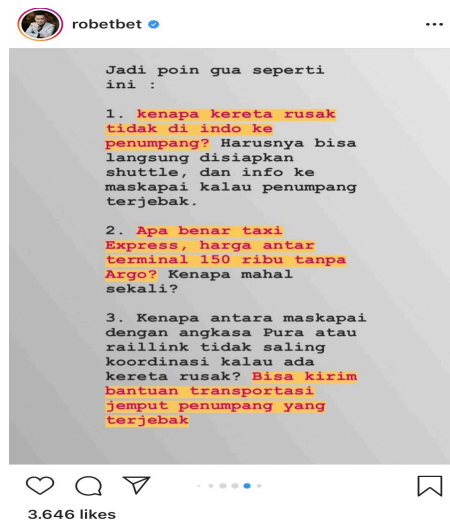 robetbet
Jadi poin gua seperti
ini :
1. kenapa kereta rusak
tidak di indo ke
penumpang? Harusnya bisa
langsung disiapkan
shuttle, dan info ke
maskapai kalau penumpang
terjebak.
2. Apa benar taxi
Express, harga antar
terminal 150 ribu tanpa
Argo? Kenapa mahal
sekali?
3. Kenapa antara maskapai
dengan angkasa Pura atau
raillink tidak saling
koordinasi kalau ada
kereta rusak? Bisa kirim
bantuan transportasi
jemput penumpang yang
terjebak
3.646 likes